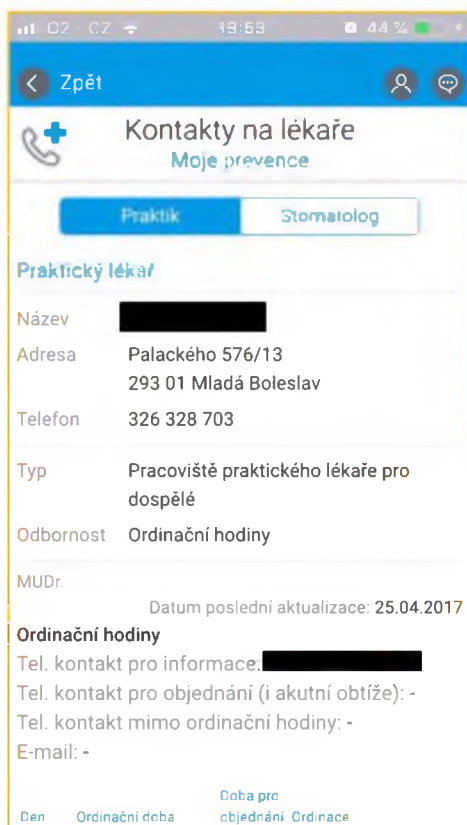 O2 - CZ 13:53 44 %
Zpět
Kontakty na lékaře
Moje prevence
Praktik Stomatolog
Praktický lékař
Název
Adresa Palackého 576/13
293 01 Mladá Boleslav
Telefon 326 328 703
Typ Pracoviště praktického lékaře pro
dospělé
Odbornost Ordinační hodiny
MUDr.
Datum poslední aktualizace: 25.04.2017
Ordinační hodiny
Tel. kontakt pro informace:
Tel. kontakt pro objednání (i akutní obtíže): -
Tel. kontakt mimo ordinační hodiny: -
E-mail: -
Doba pro
Den Ordinační doba objednání Ordinace